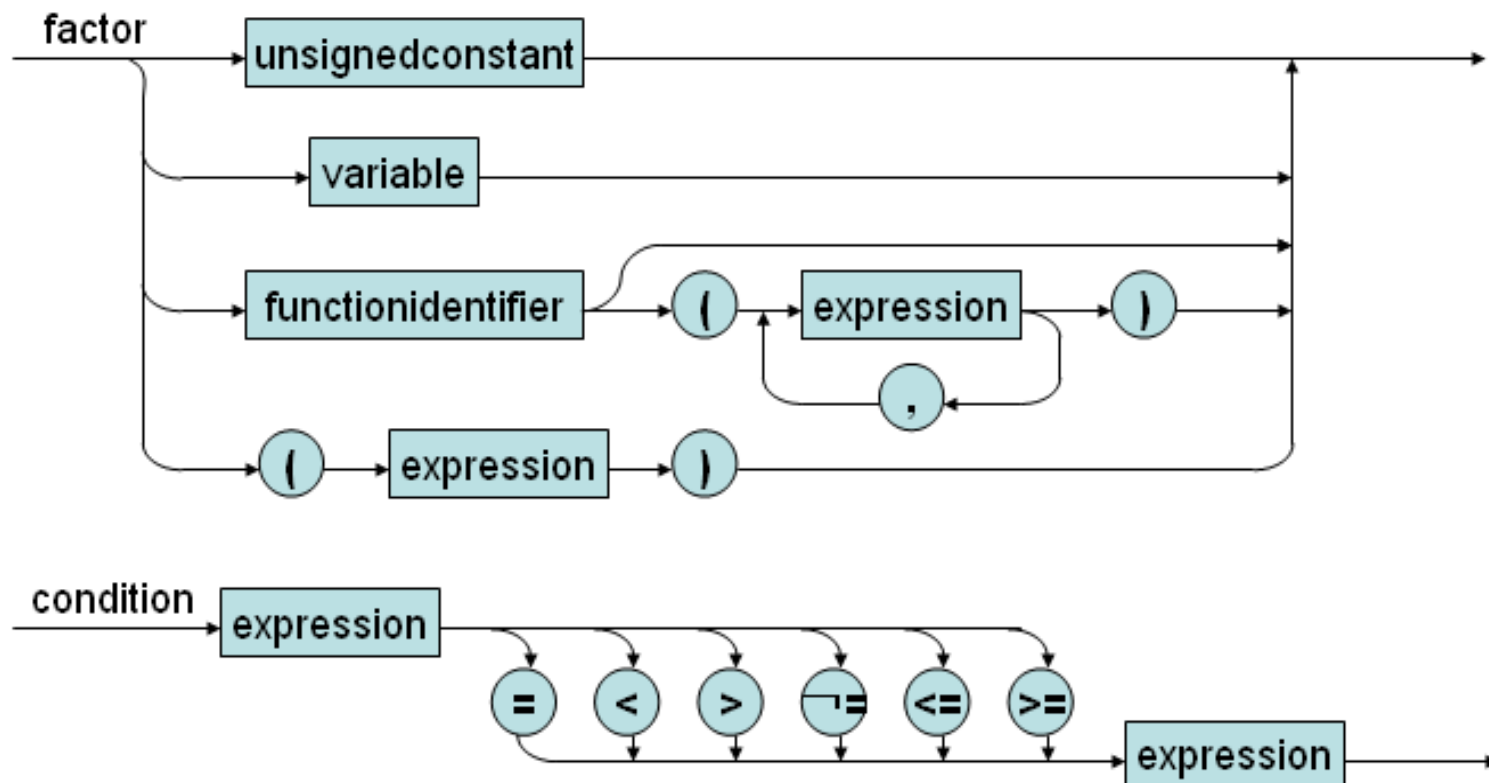 factor
unsignedconstant
variable
functionidentifier ( expression )
,
( expression )
condition
expression
= < > ¬= <= >=
expression